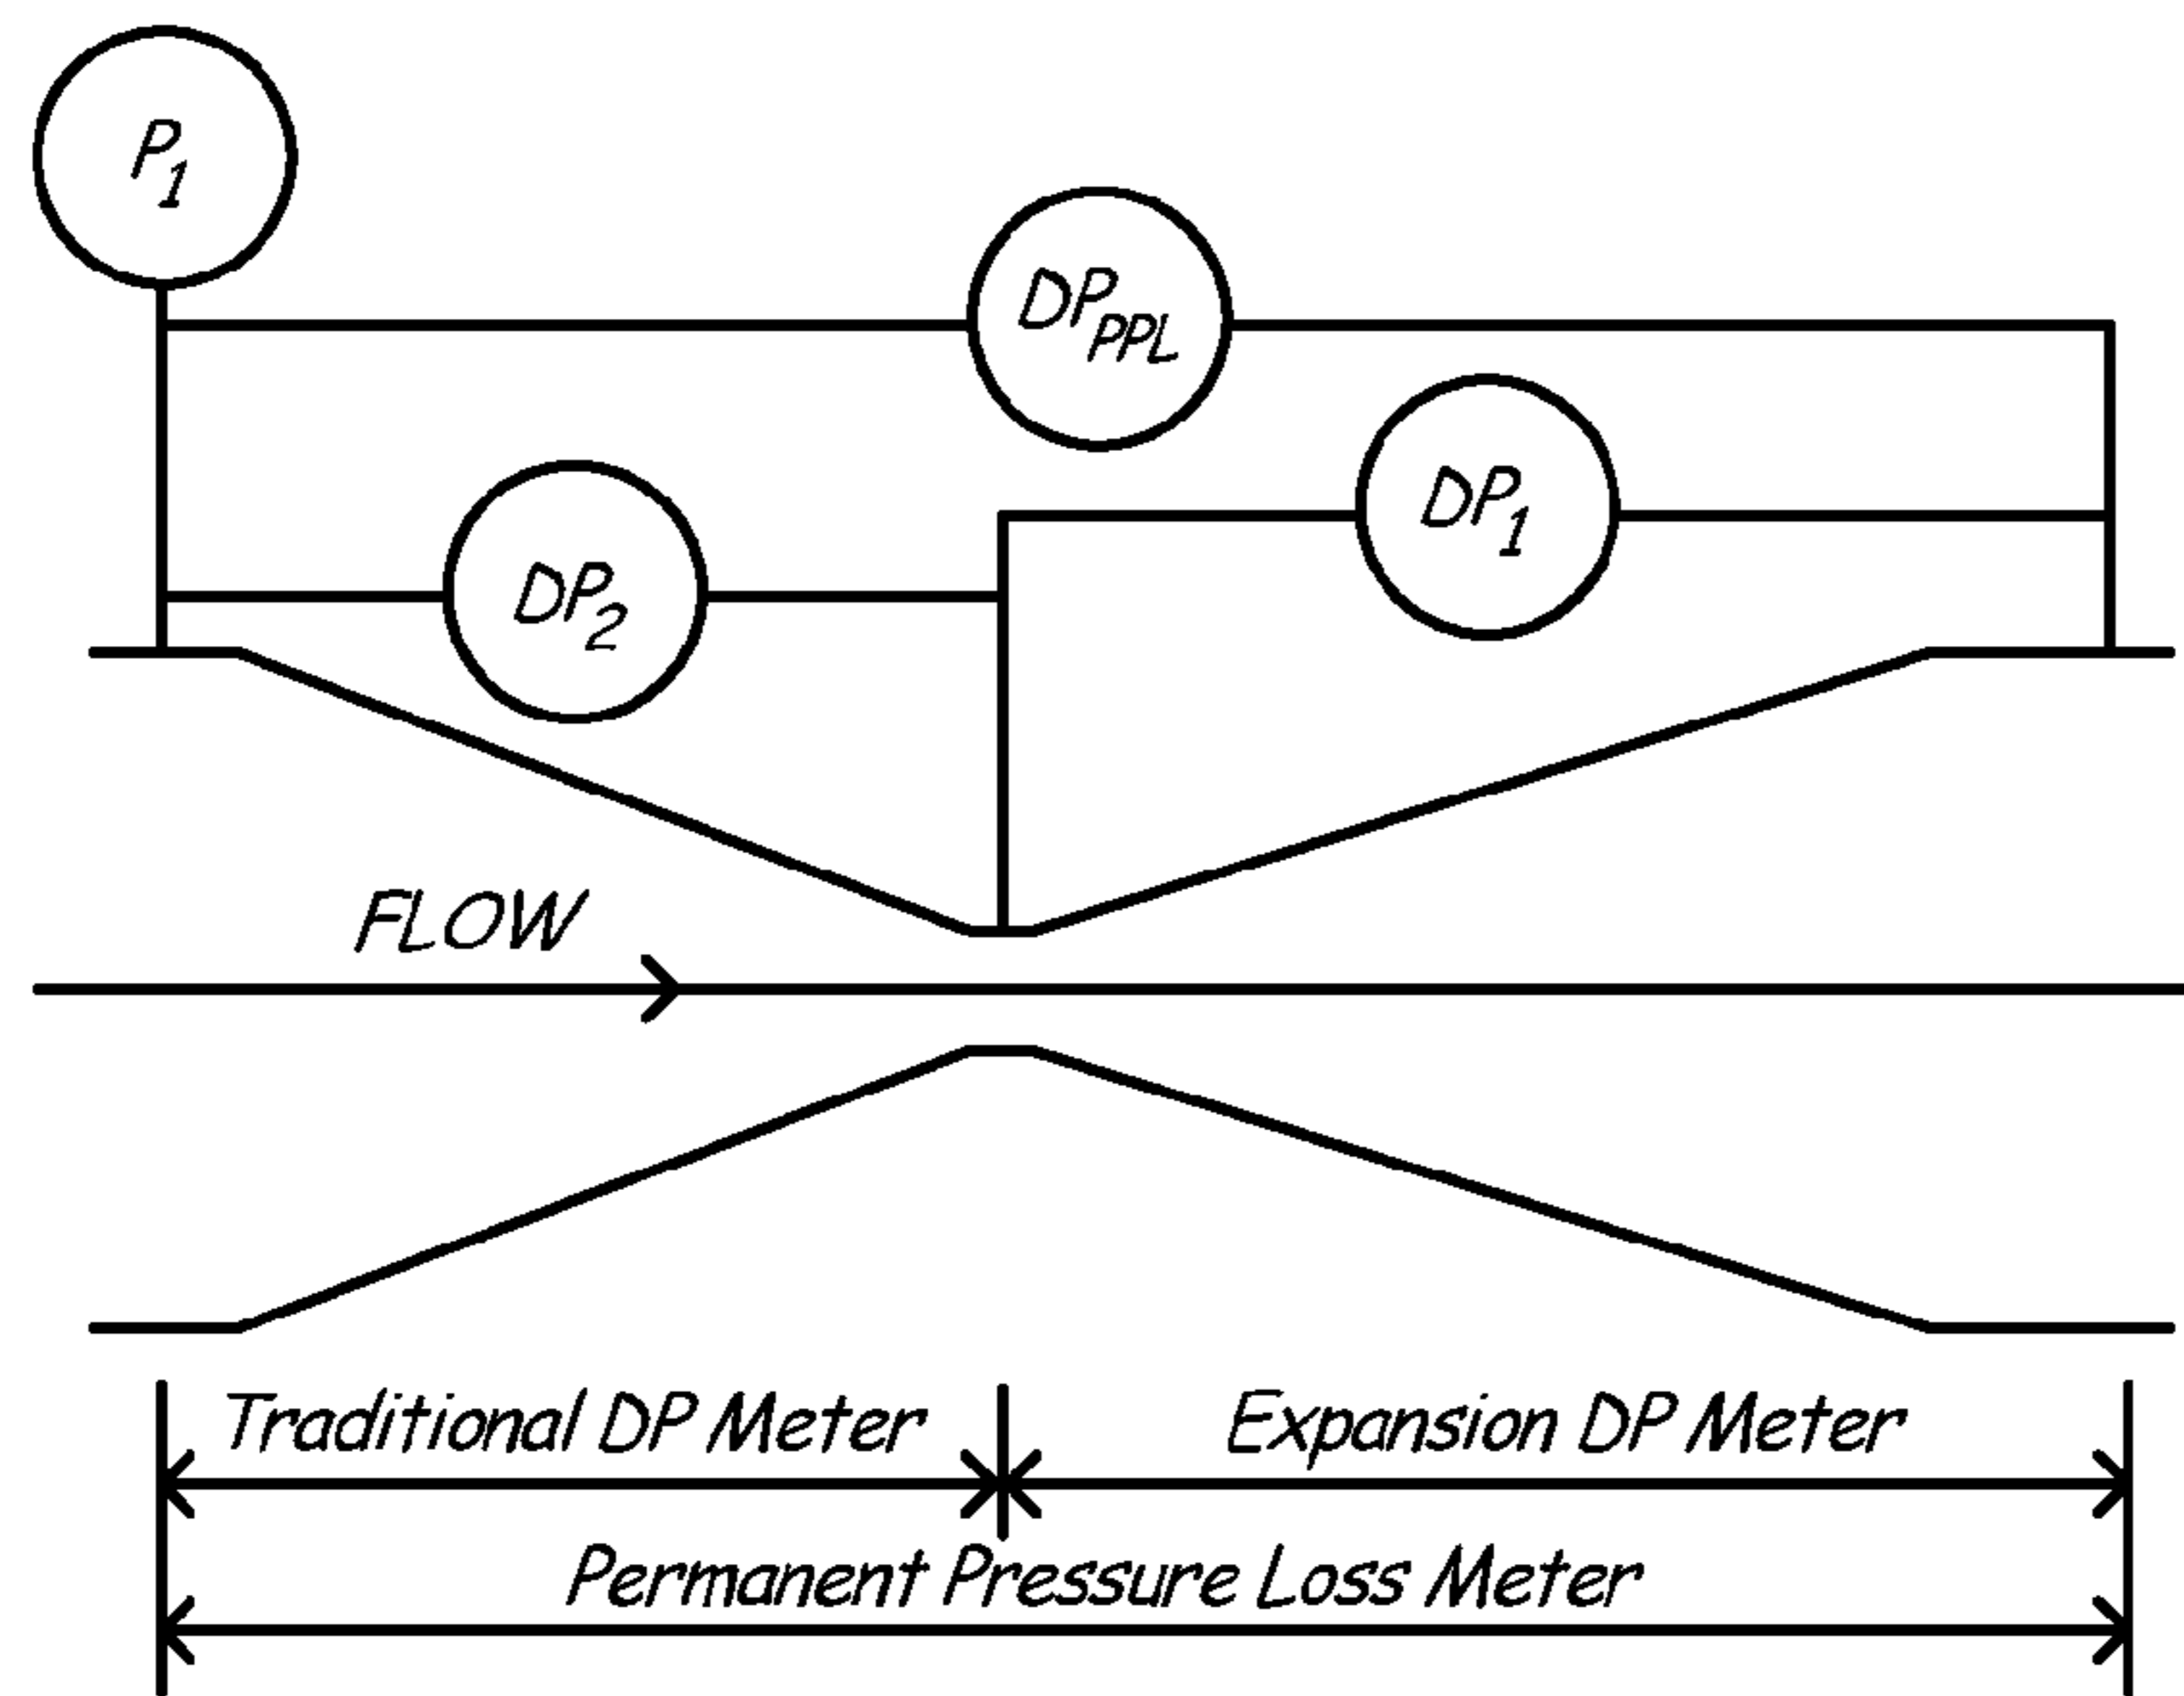 P1
DPPPL
DP1
DP2
FLOW
Traditional DP Meter
Expansion DP Meter
Permanent Pressure Loss Meter